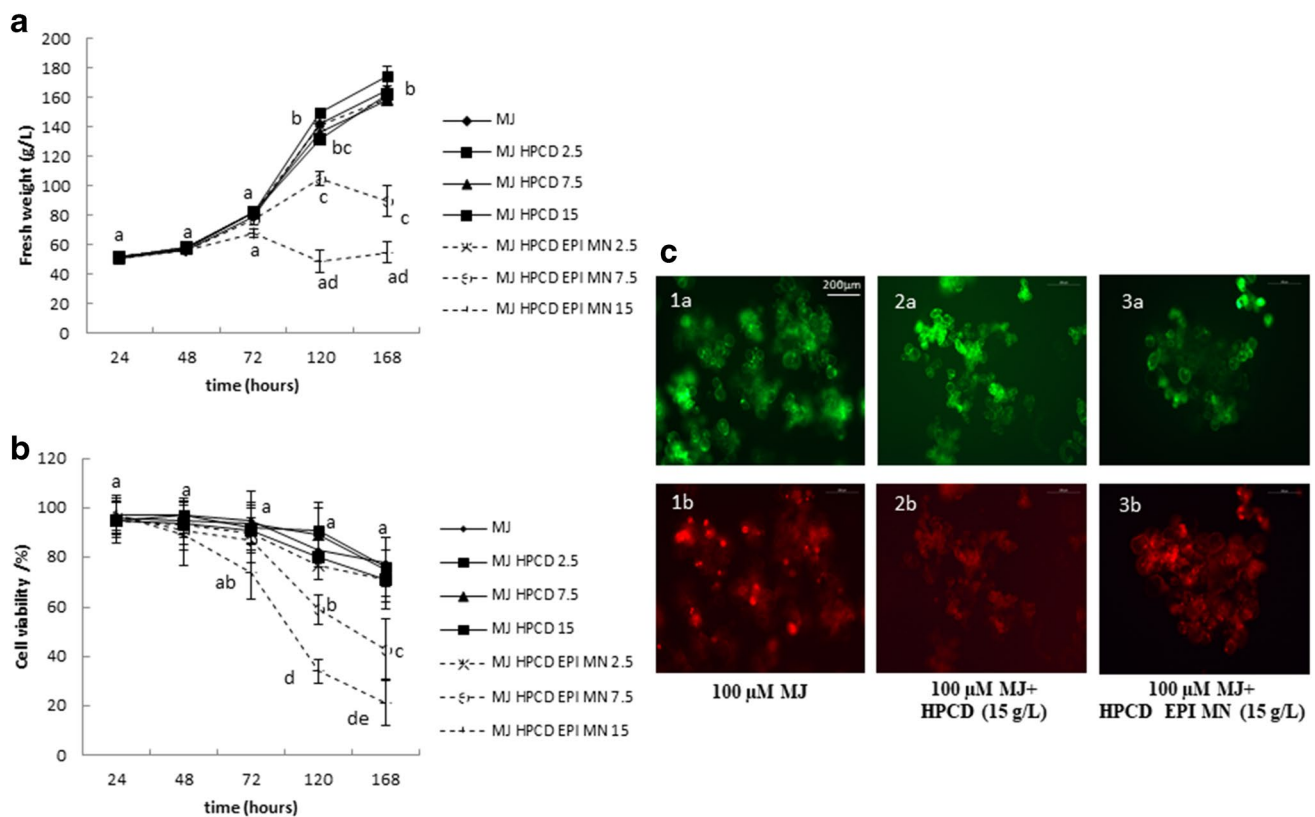 a
200
180
160
140
120
100
80
60
40
20
0
Fresh weight (g/L)
24 48 72 120 168
time (hours)
a a a a b bc c ad b c ad
MJ
MJ HPCD 2.5
MJ HPCD 7.5
MJ HPCD 15
MJ HPCD EPI MN 2.5
MJ HPCD EPI MN 7.5
MJ HPCD EPI MN 15
b
120
100
80
60
40
20
0
Cell viability /(%)
24 48 72 120 168
time (hours)
a a a ab a b d a c de
MJ
MJ HPCD 2.5
MJ HPCD 7.5
MJ HPCD 15
MJ HPCD EPI MN 2.5
MJ HPCD EPI MN 7.5
MJ HPCD EPI MN 15
c
1a 200µm 2a 3a
1b 2b 3b
100 µM MJ
100 µM MJ+
HPCD (15 g/L)
100 µM MJ+
HPCD EPI MN (15 g/L)